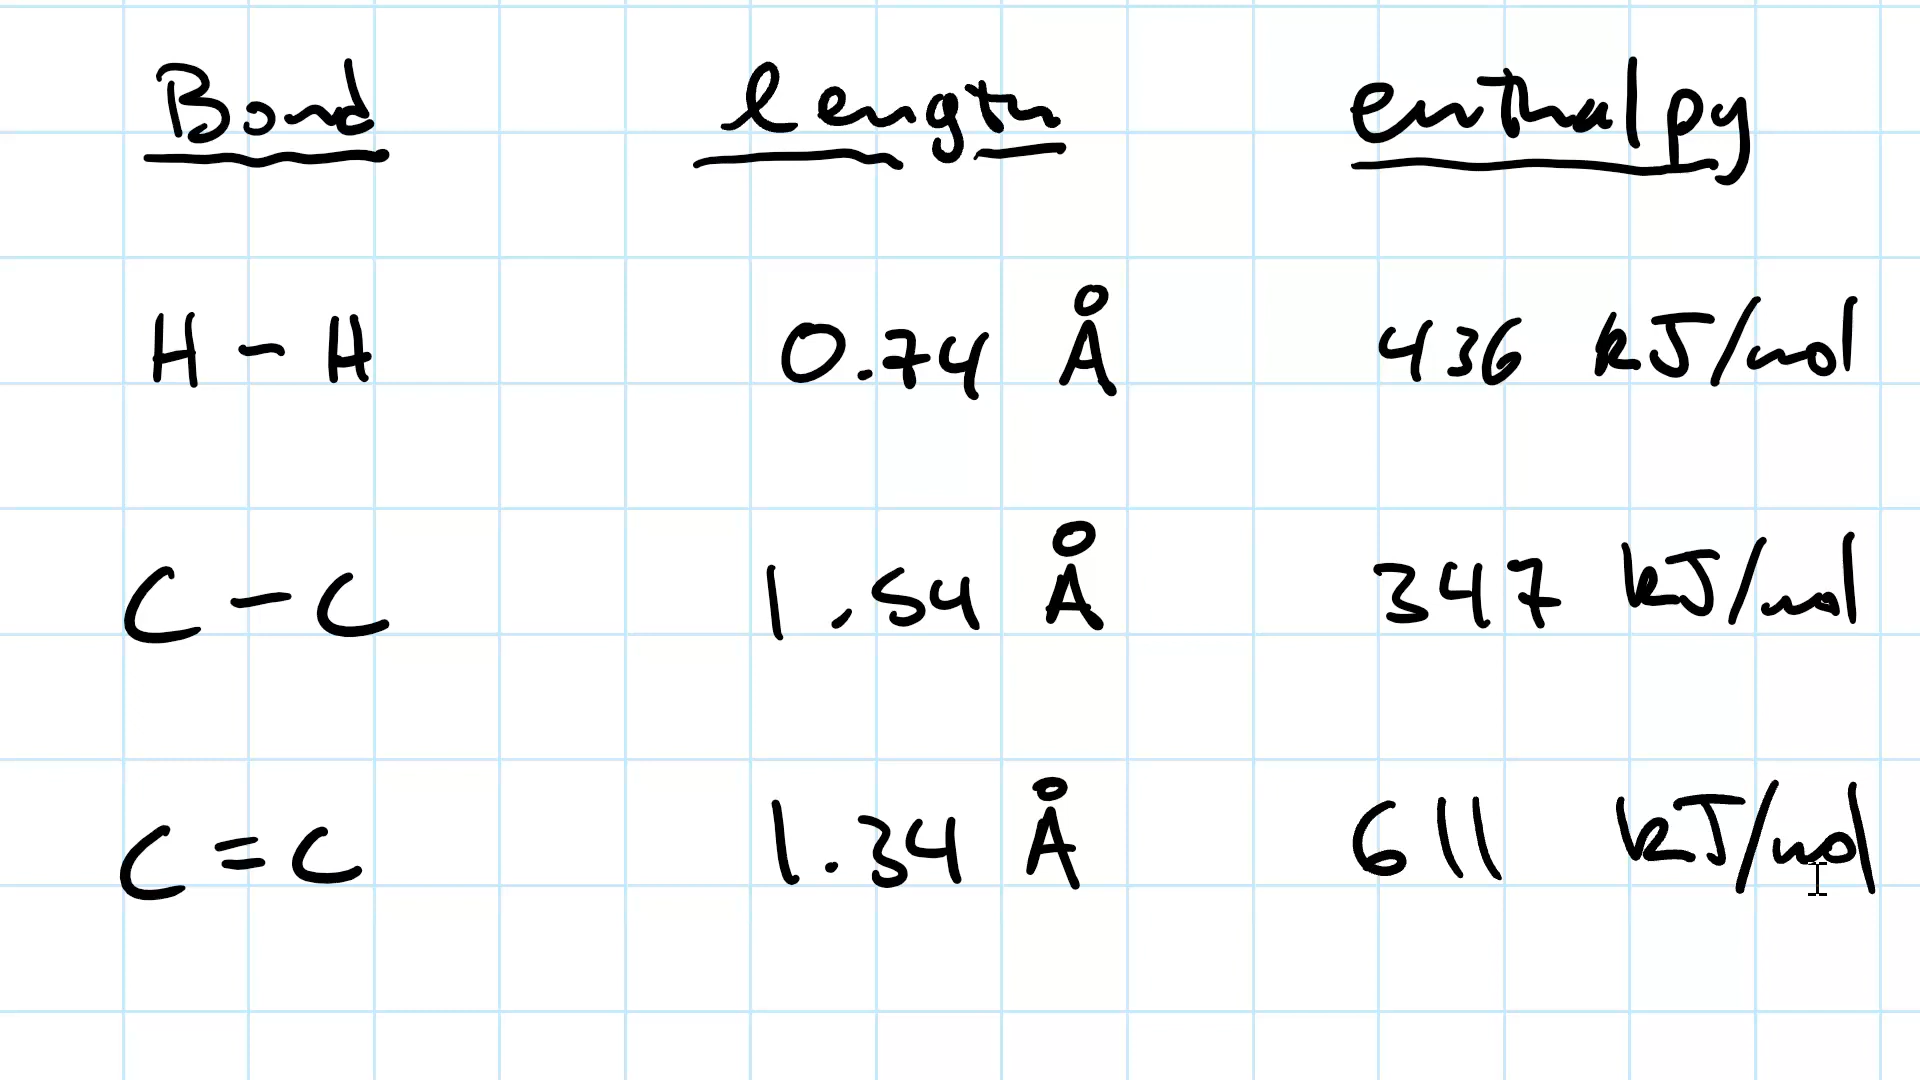 Bond length enthalpy
H - H 0.74 Å 436 kJ/mol
C - C 1.54 Å 347 kJ/mol
C = C 1.34 Å 611 kJ/mol